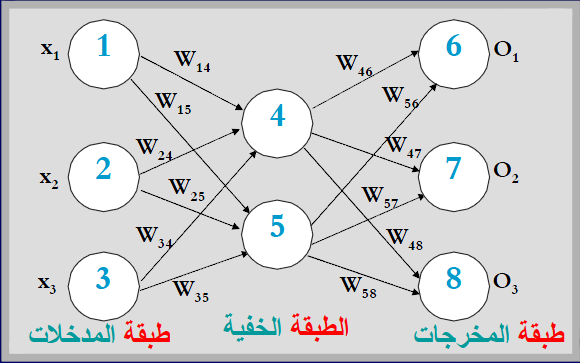 x1 1 W14 W46 6 O1
W15 W56
4
W24 W47
x2 2 W25 W57 7 O2
5
W34 W48
x3 3 W35 W58 8 O3
طبقة المدخلات الطبقة الخفية طبقة المخرجات